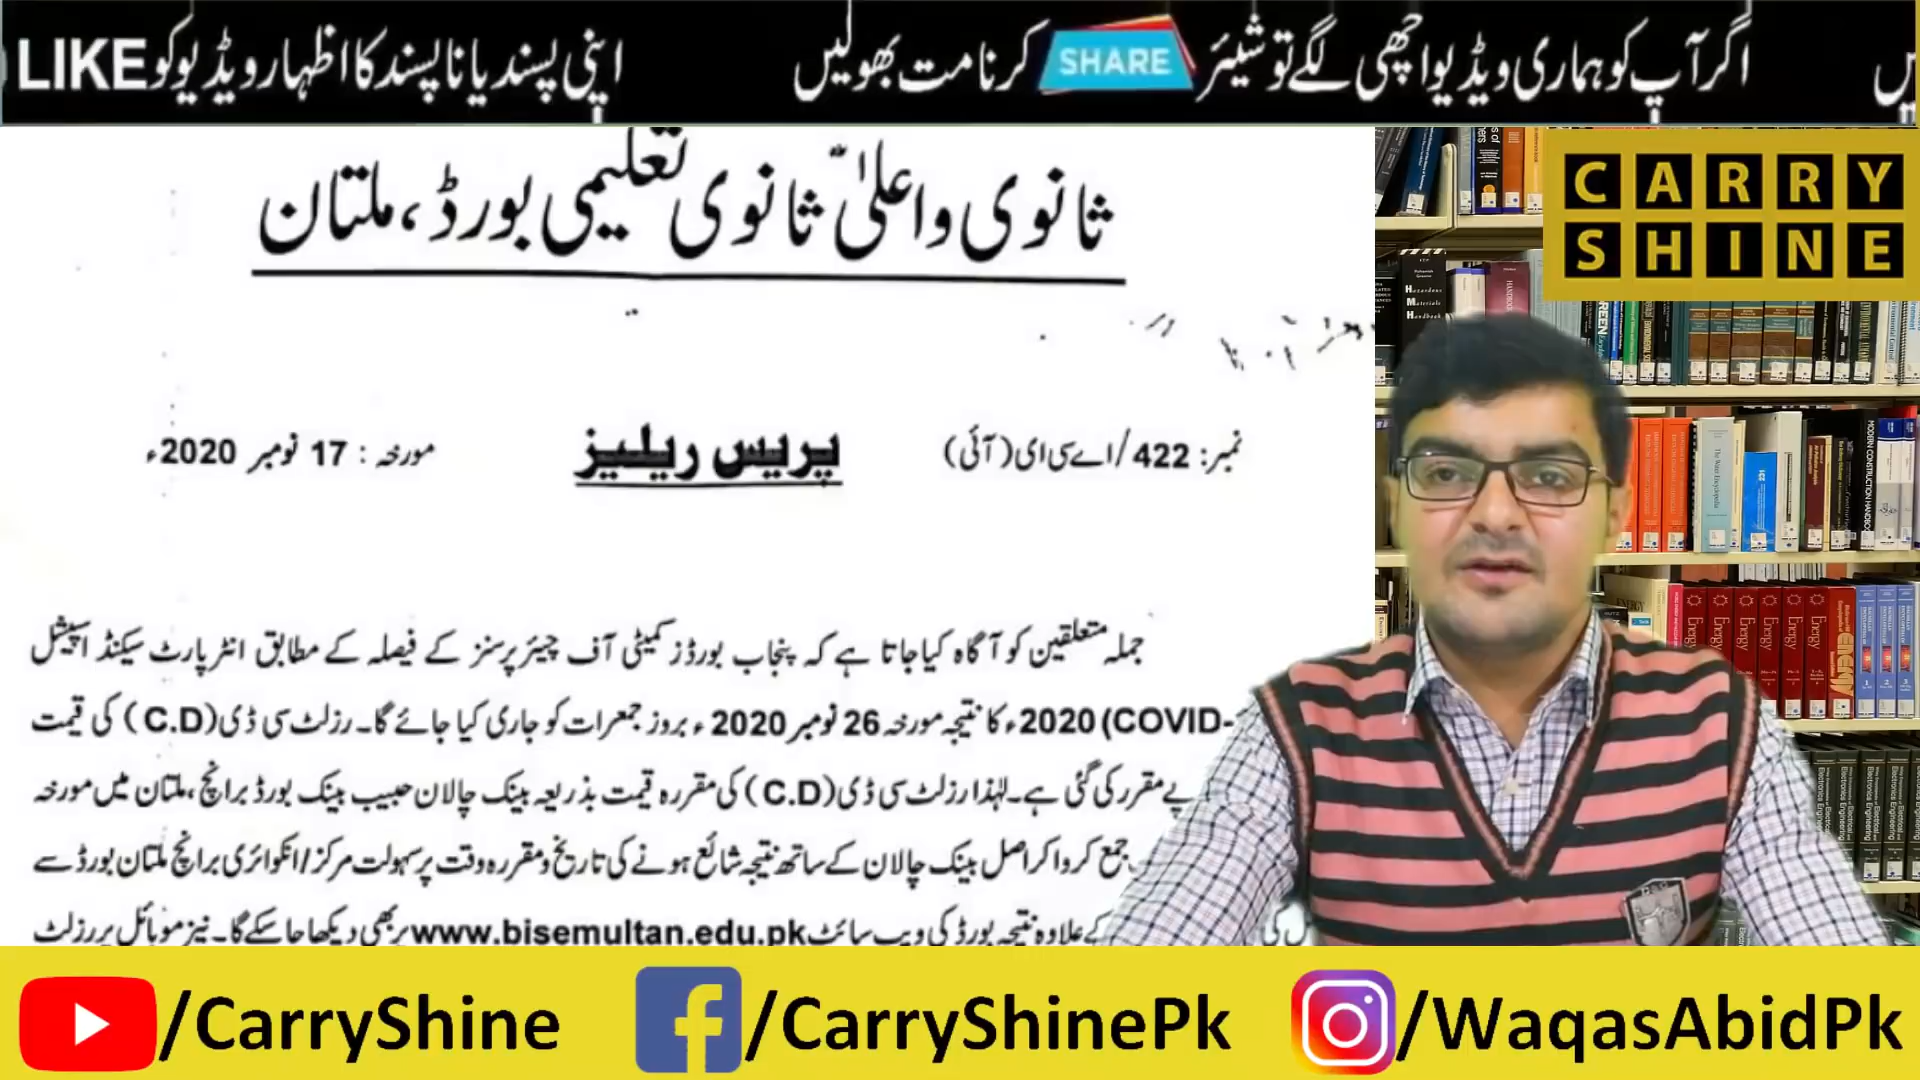 اگر آپ کو ہماری ویڈیو اچھی لگے تو شیئر SHARE کرنا مت بھولیں
اپنی پسند یا ناپسند کا اظہار ویڈیو کو LIKE
CARRY
SHINE
ثانوی و اعلیٰ ثانوی تعلیمی بورڈ، ملتان
نمبر: 422/اے سی ای (آئی)
پریس ریلیز
مورخہ: 17 نومبر 2020ء
جملہ متعلقین کو آگاہ کیا جاتا ہے کہ پنجاب بورڈز کمیٹی آف چیئرپرسنز کے فیصلہ کے مطابق انٹر پارٹ سیکنڈ اسپیشل
(COVID- 2020ء کا نتیجہ مورخہ 26 نومبر 2020ء بروز جمعرات کو جاری کیا جائے گا۔ رزلٹ سی ڈی (C.D) کی قیمت
پے مقرر کی گئی ہے۔ لہذا رزلٹ سی ڈی (C.D) کی مقررہ قیمت بذریعہ بینک چالان حبیب بینک بورڈ برانچ، ملتان میں مورخہ
جمع کروا کر اصل بینک چالان کے ساتھ نتیجہ شائع ہونے کی تاریخ و مقررہ وقت پر سہولت مرکز/انکوائری برانچ ملتان بورڈ سے
کے علاوہ نتیجہ بورڈ کی ویب سائٹ www.bisemultan.edu.pk پر بھی دیکھا جا سکے گا۔ نیز موبائل پر رزلٹ
/CarryShine
/CarryShinePk
/WaqasAbidPk